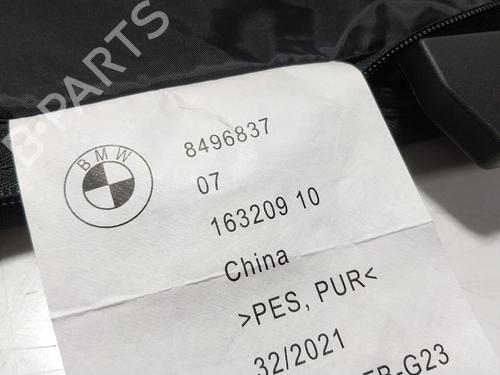 B-PARTS
BMW
8496837
07
163209 10
China
>PES, PUR<
32/2021